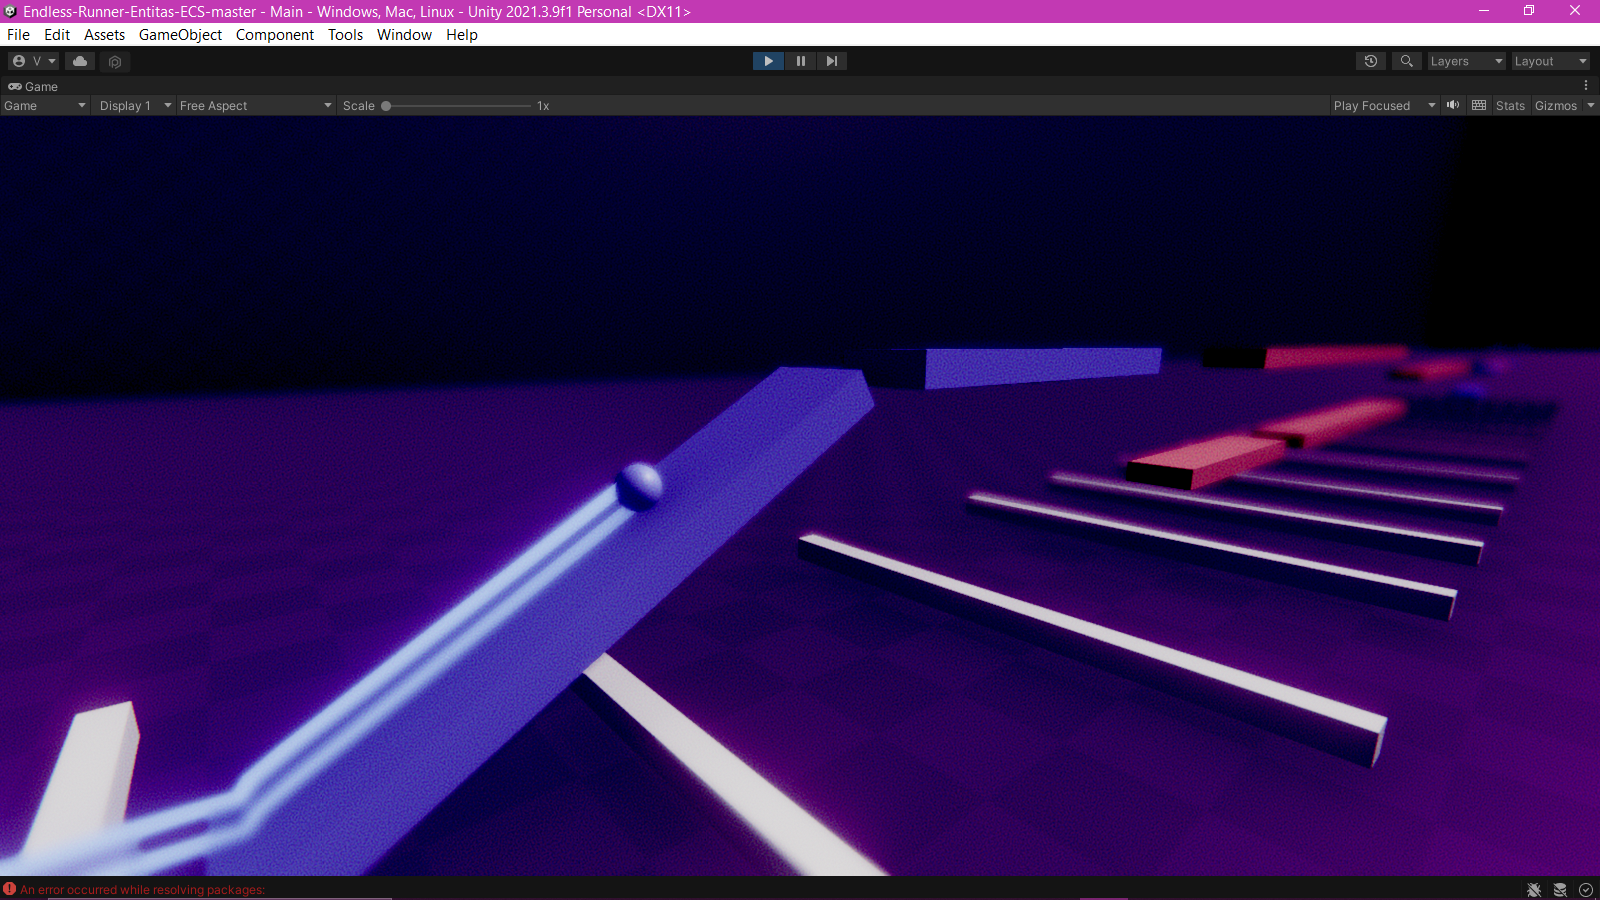 Endless-Runner-Entitas-ECS-master - Main - Windows, Mac, Linux - Unity 2021.3.9f1 Personal <DX11>
File Edit Assets GameObject Component Tools Window Help
V Layers Layout
Game
Game Display 1 Free Aspect Scale 1x Play Focused Stats Gizmos
An error occurred while resolving packages: